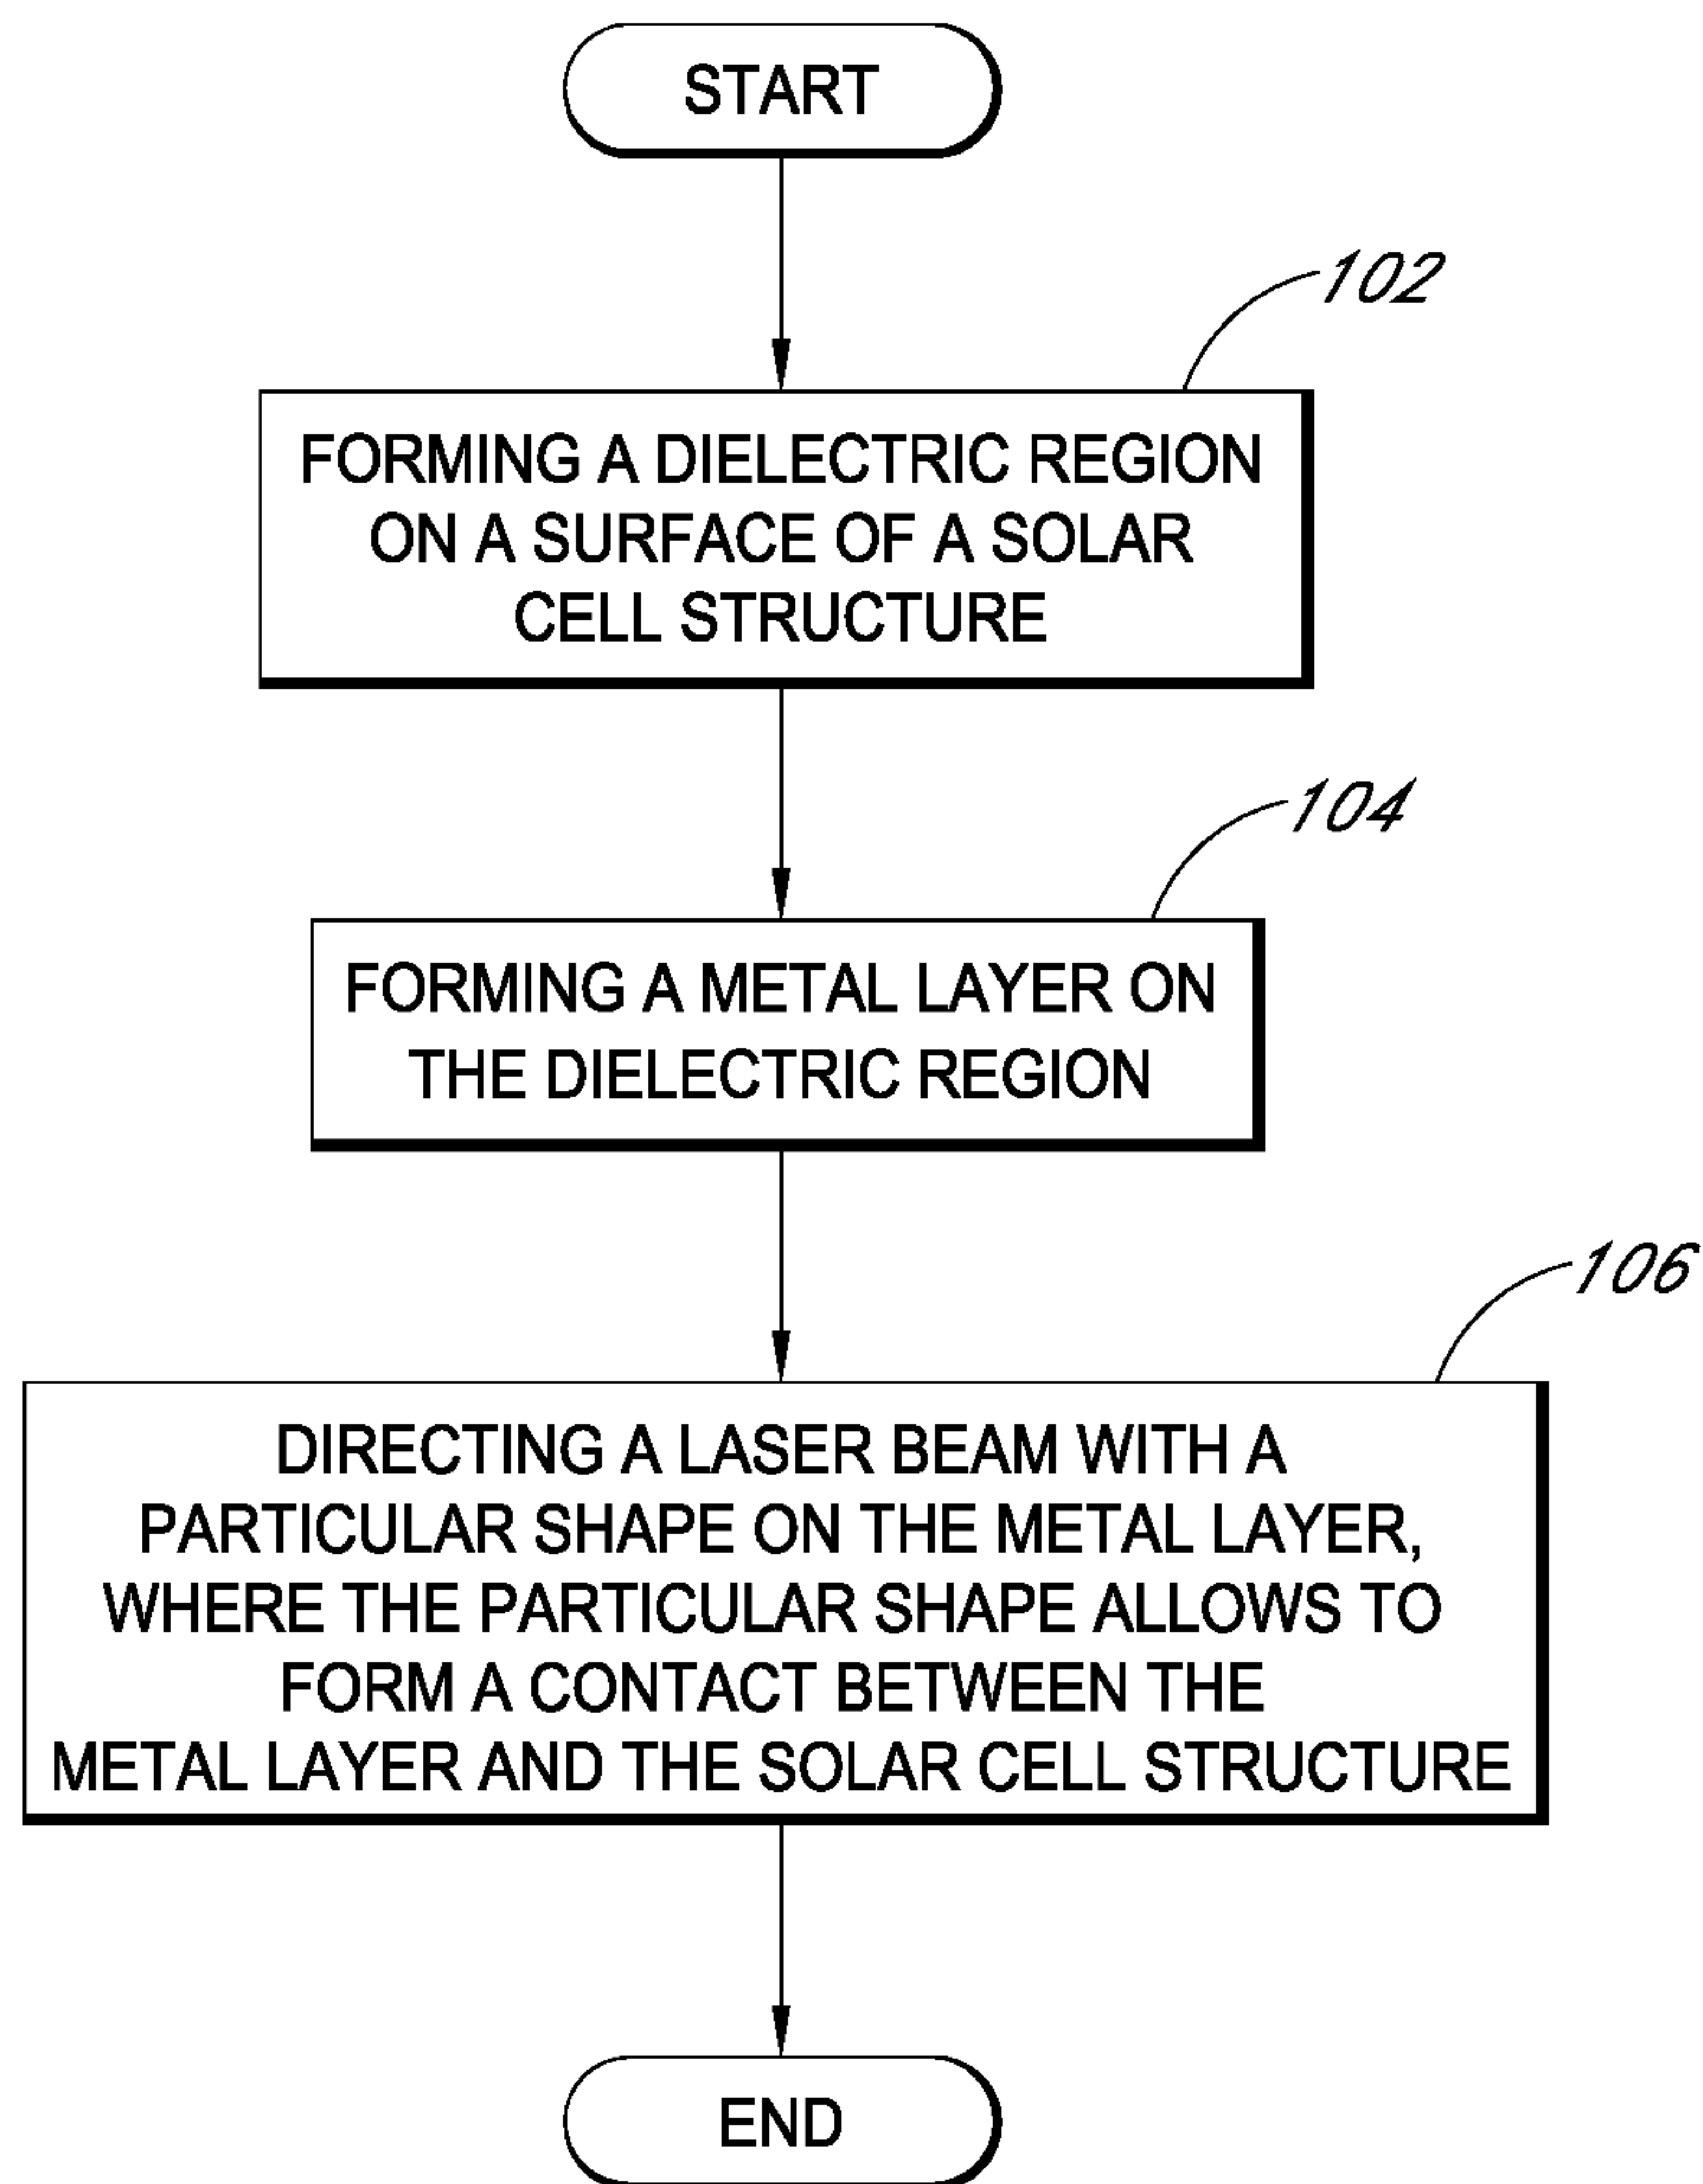 START
102
FORMING A DIELECTRIC REGION
ON A SURFACE OF A SOLAR
CELL STRUCTURE
104
FORMING A METAL LAYER ON
THE DIELECTRIC REGION
106
DIRECTING A LASER BEAM WITH A
PARTICULAR SHAPE ON THE METAL LAYER,
WHERE THE PARTICULAR SHAPE ALLOWS TO
FORM A CONTACT BETWEEN THE
METAL LAYER AND THE SOLAR CELL STRUCTURE
END